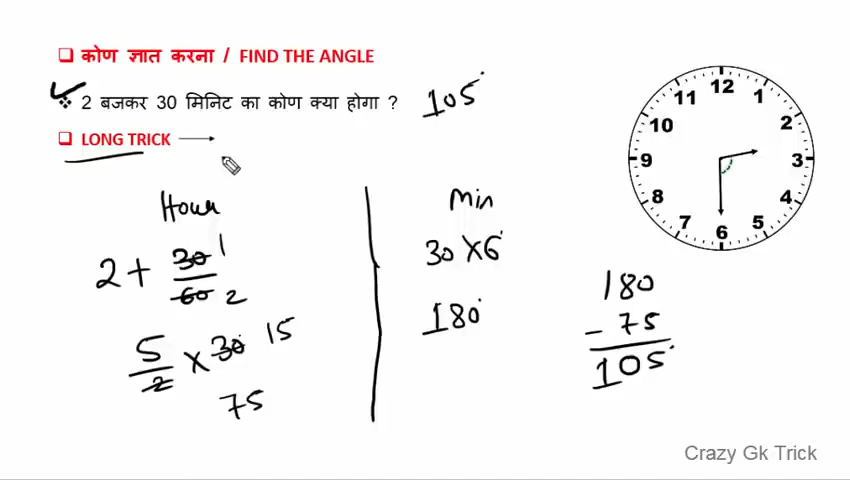 ❑ कोण ज्ञात करना / FIND THE ANGLE
❖ 2 बजकर 30 मिनिट का कोण क्या होगा ? 105°
❑ LONG TRICK
Hour
2 + 30/60 1 2
5/2 × 30 15
75
Min
30 × 6°
180°
180
- 75
105°
12
1
2
3
4
5
6
7
8
9
10
11
Crazy Gk Trick